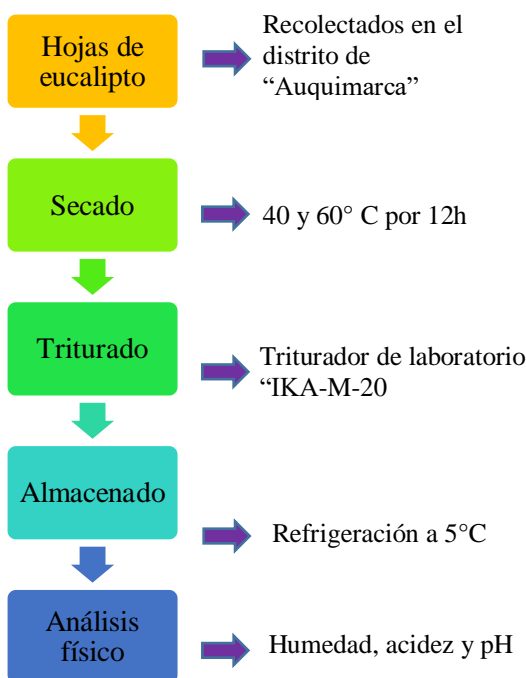 Hojas de
eucalipto
Recolectados en el
distrito de
“Auquimarca”
Secado
40 y 60° C por 12h
Triturado
Triturador de laboratorio
“IKA-M-20
Almacenado
Refrigeración a 5°C
Análisis
físico
Humedad, acidez y pH